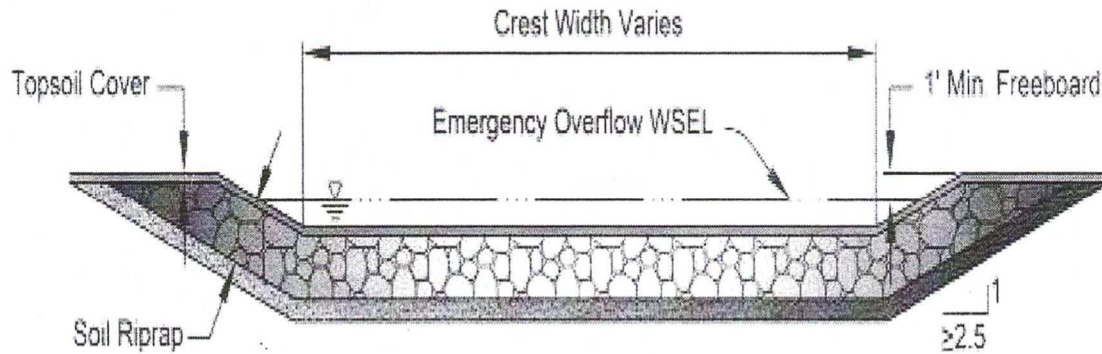 Crest Width Varies
Topsoil Cover
1' Min. Freeboard
Emergency Overflow WSEL
1
≥2.5
Soil Riprap